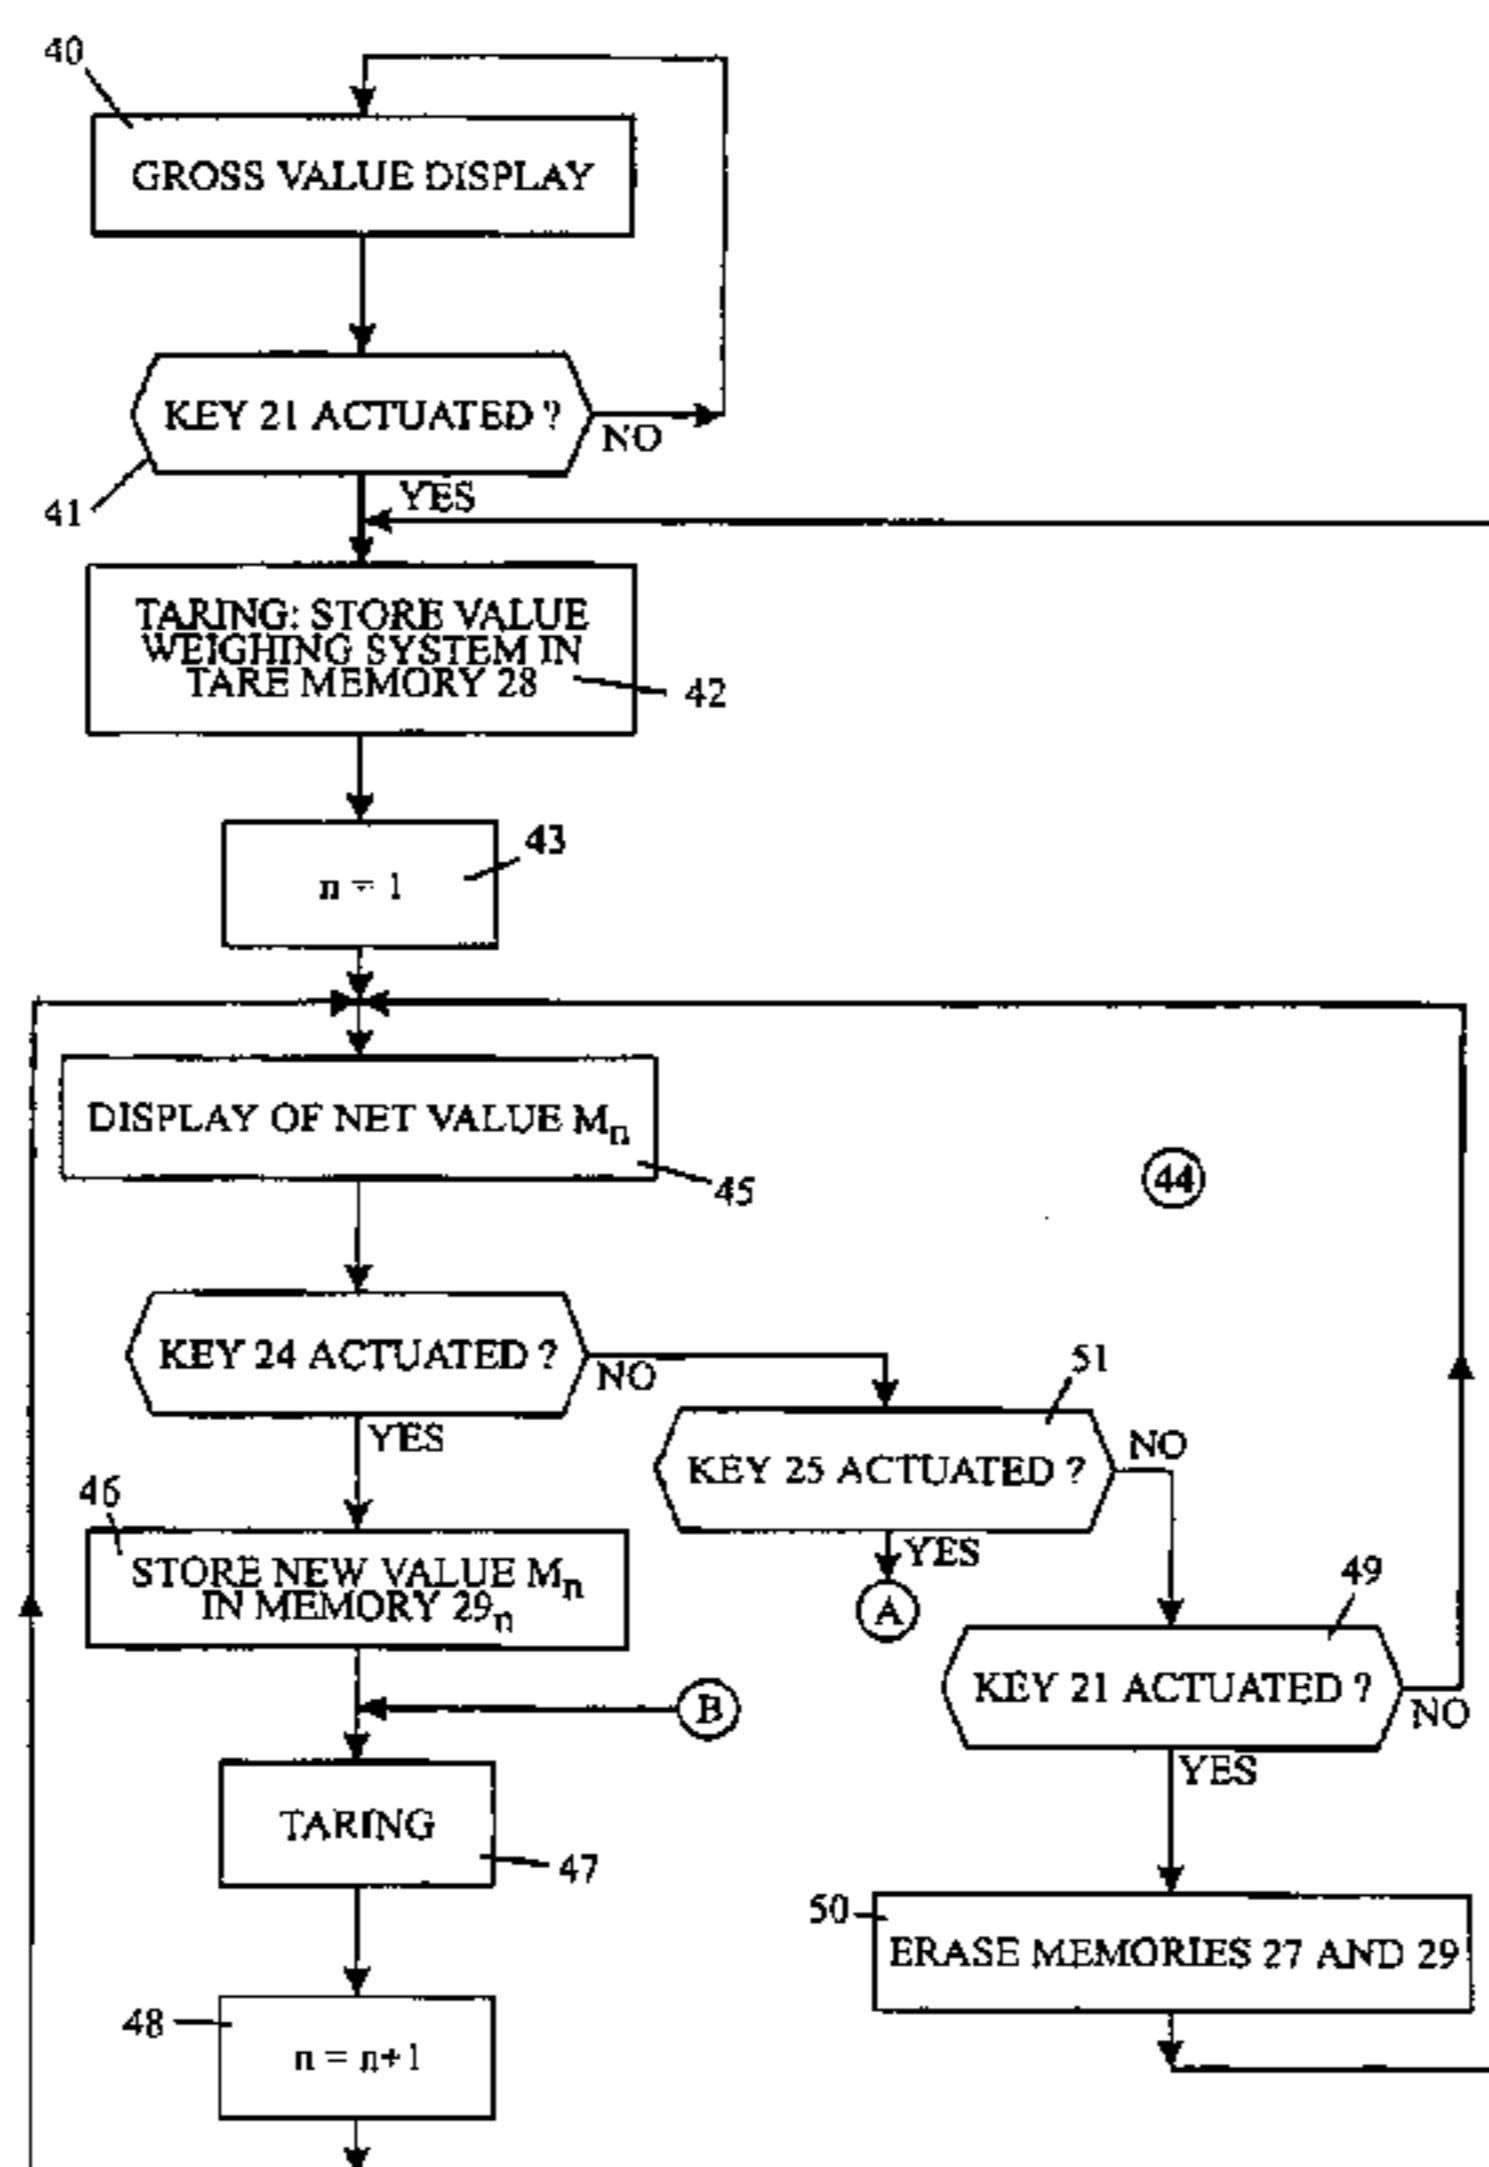 40
GROSS VALUE DISPLAY
KEY 21 ACTUATED ?
NO
41
YES
TARING: STORE VALUE
WEIGHING SYSTEM IN
TARE MEMORY 28
42
43
n = 1
DISPLAY OF NET VALUE Mn
45
44
KEY 24 ACTUATED ?
NO
YES
51
KEY 25 ACTUATED ?
NO
YES
A
46
STORE NEW VALUE Mn
IN MEMORY 29n
49
KEY 21 ACTUATED ?
NO
YES
B
TARING
47
50
ERASE MEMORIES 27 AND 29
48
n = n+1